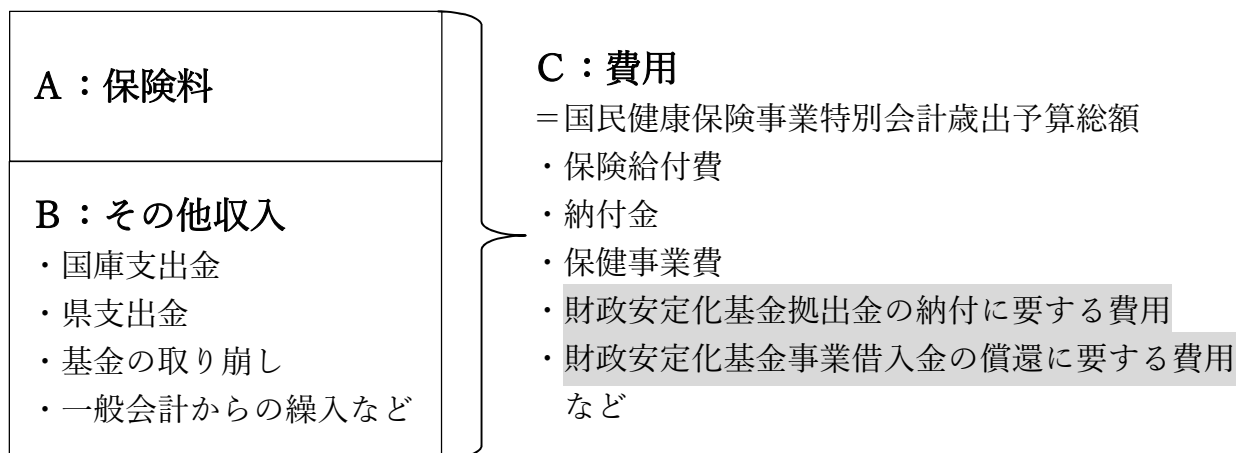 A：保険料
B：その他収入
・国庫支出金
・県支出金
・基金の取り崩し
・一般会計からの繰入など
C：費用
＝国民健康保険事業特別会計歳出予算総額
・保険給付費
・納付金
・保健事業費
・財政安定化基金拠出金の納付に要する費用
・財政安定化基金事業借入金の償還に要する費用
など